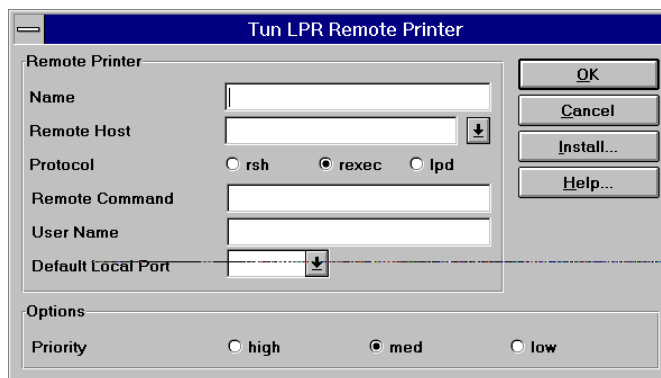 Tun LPR Remote Printer
Remote Printer
Name
Remote Host
Protocol
rsh rexec lpd
Remote Command
User Name
Default Local Port
OK
Cancel
Install...
Help...
Options
Priority
high med low